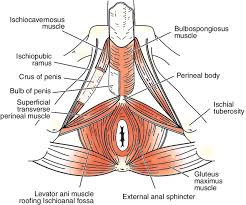 Ischiocavernosus
muscle
Ischiopubic
ramus
Crus of penis
Bulb of penis
Superficial
transverse
perineal muscle
Bulbospongiosus
muscle
Perineal body
Ischial
tuberosity
Gluteus
maximus
muscle
Levator ani muscle
roofing Ischioanal fossa
External anal sphincter